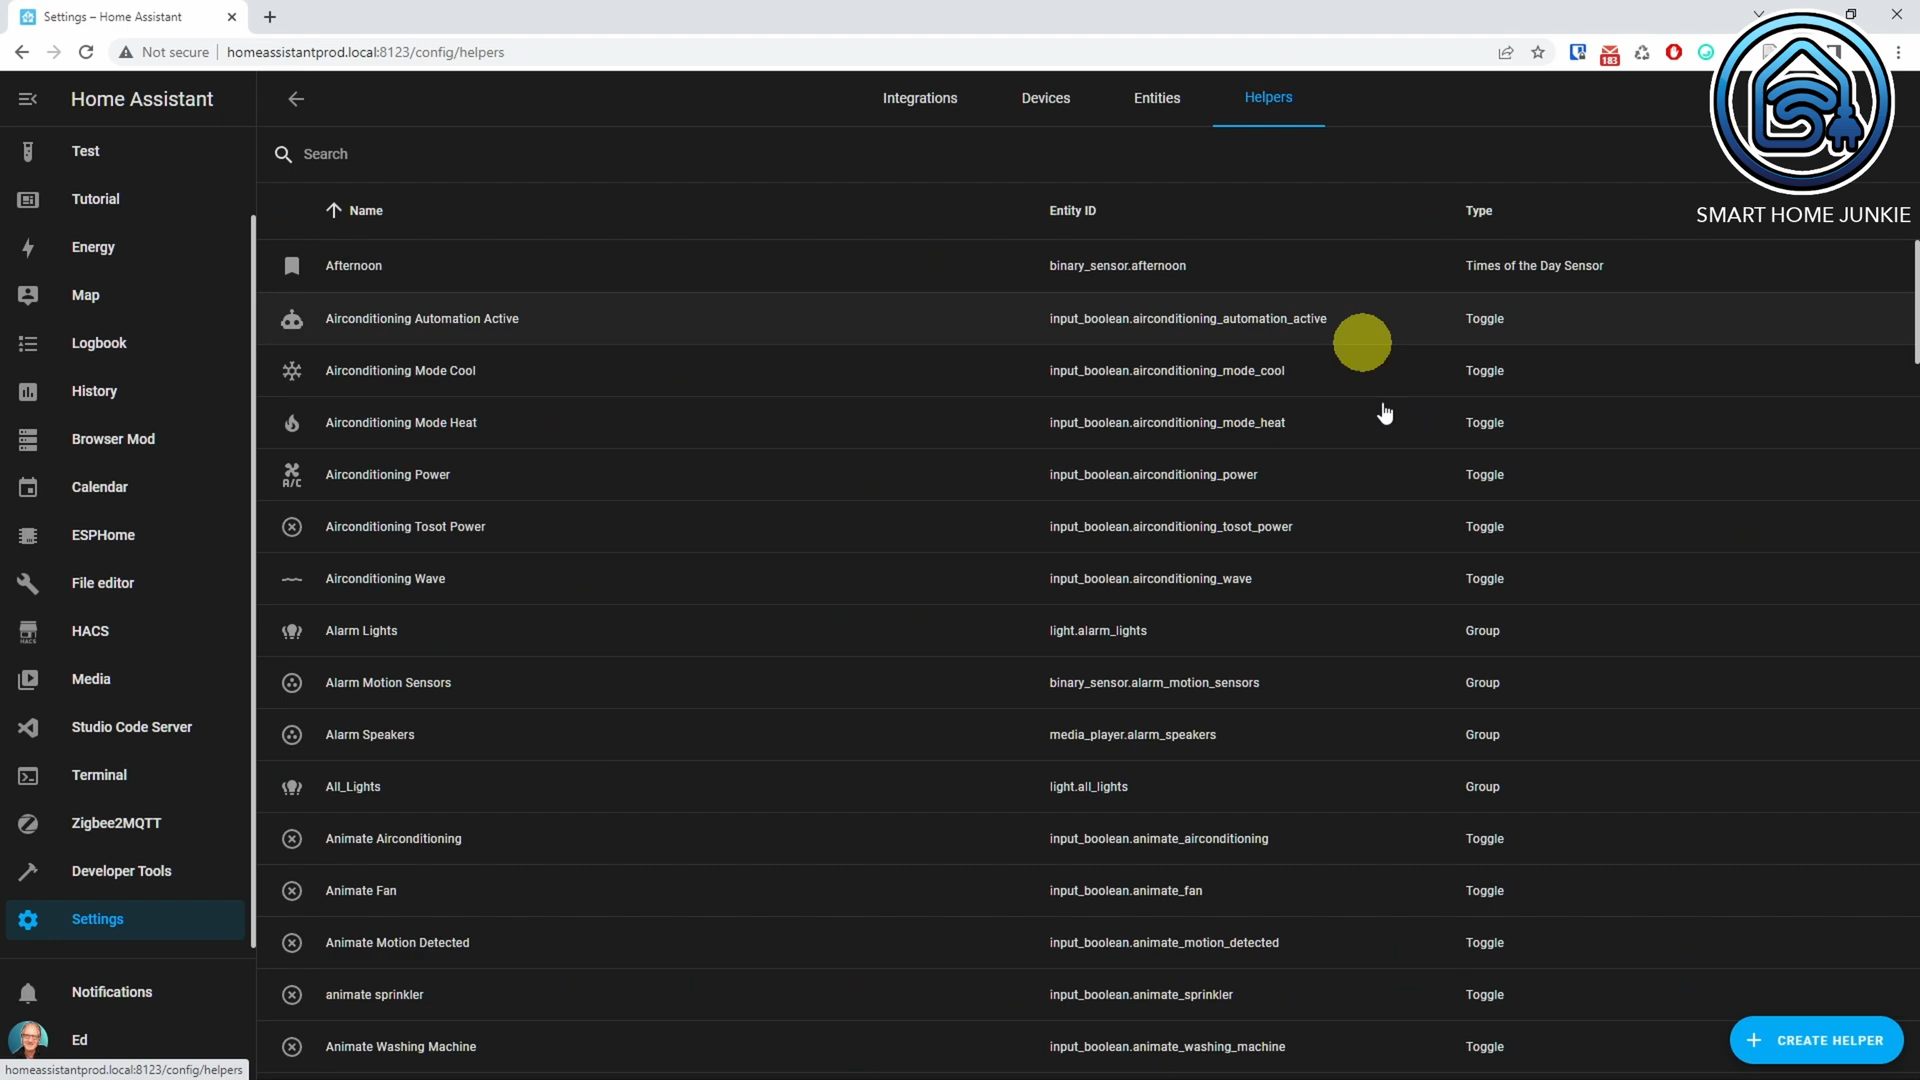 Settings – Home Assistant
Not secure
homeassistantprod.local:8123/config/helpers
183
Home Assistant
Integrations
Devices
Entities
Helpers
SMART HOME JUNKIE
Search
Name
Entity ID
Type
Test
Tutorial
Energy
Map
Logbook
History
Browser Mod
Calendar
ESPHome
File editor
HACS
HACS
Media
Studio Code Server
Terminal
Zigbee2MQTT
Developer Tools
Settings
Notifications
Ed
Afternoon
binary_sensor.afternoon
Times of the Day Sensor
Airconditioning Automation Active
input_boolean.airconditioning_automation_active
Toggle
Airconditioning Mode Cool
input_boolean.airconditioning_mode_cool
Toggle
Airconditioning Mode Heat
input_boolean.airconditioning_mode_heat
Toggle
A/C
Airconditioning Power
input_boolean.airconditioning_power
Toggle
Airconditioning Tosot Power
input_boolean.airconditioning_tosot_power
Toggle
Airconditioning Wave
input_boolean.airconditioning_wave
Toggle
Alarm Lights
light.alarm_lights
Group
Alarm Motion Sensors
binary_sensor.alarm_motion_sensors
Group
Alarm Speakers
media_player.alarm_speakers
Group
All_Lights
light.all_lights
Group
Animate Airconditioning
input_boolean.animate_airconditioning
Toggle
Animate Fan
input_boolean.animate_fan
Toggle
Animate Motion Detected
input_boolean.animate_motion_detected
Toggle
animate sprinkler
input_boolean.animate_sprinkler
Toggle
Animate Washing Machine
input_boolean.animate_washing_machine
Toggle
CREATE HELPER
homeassistantprod.local:8123/config/helpers